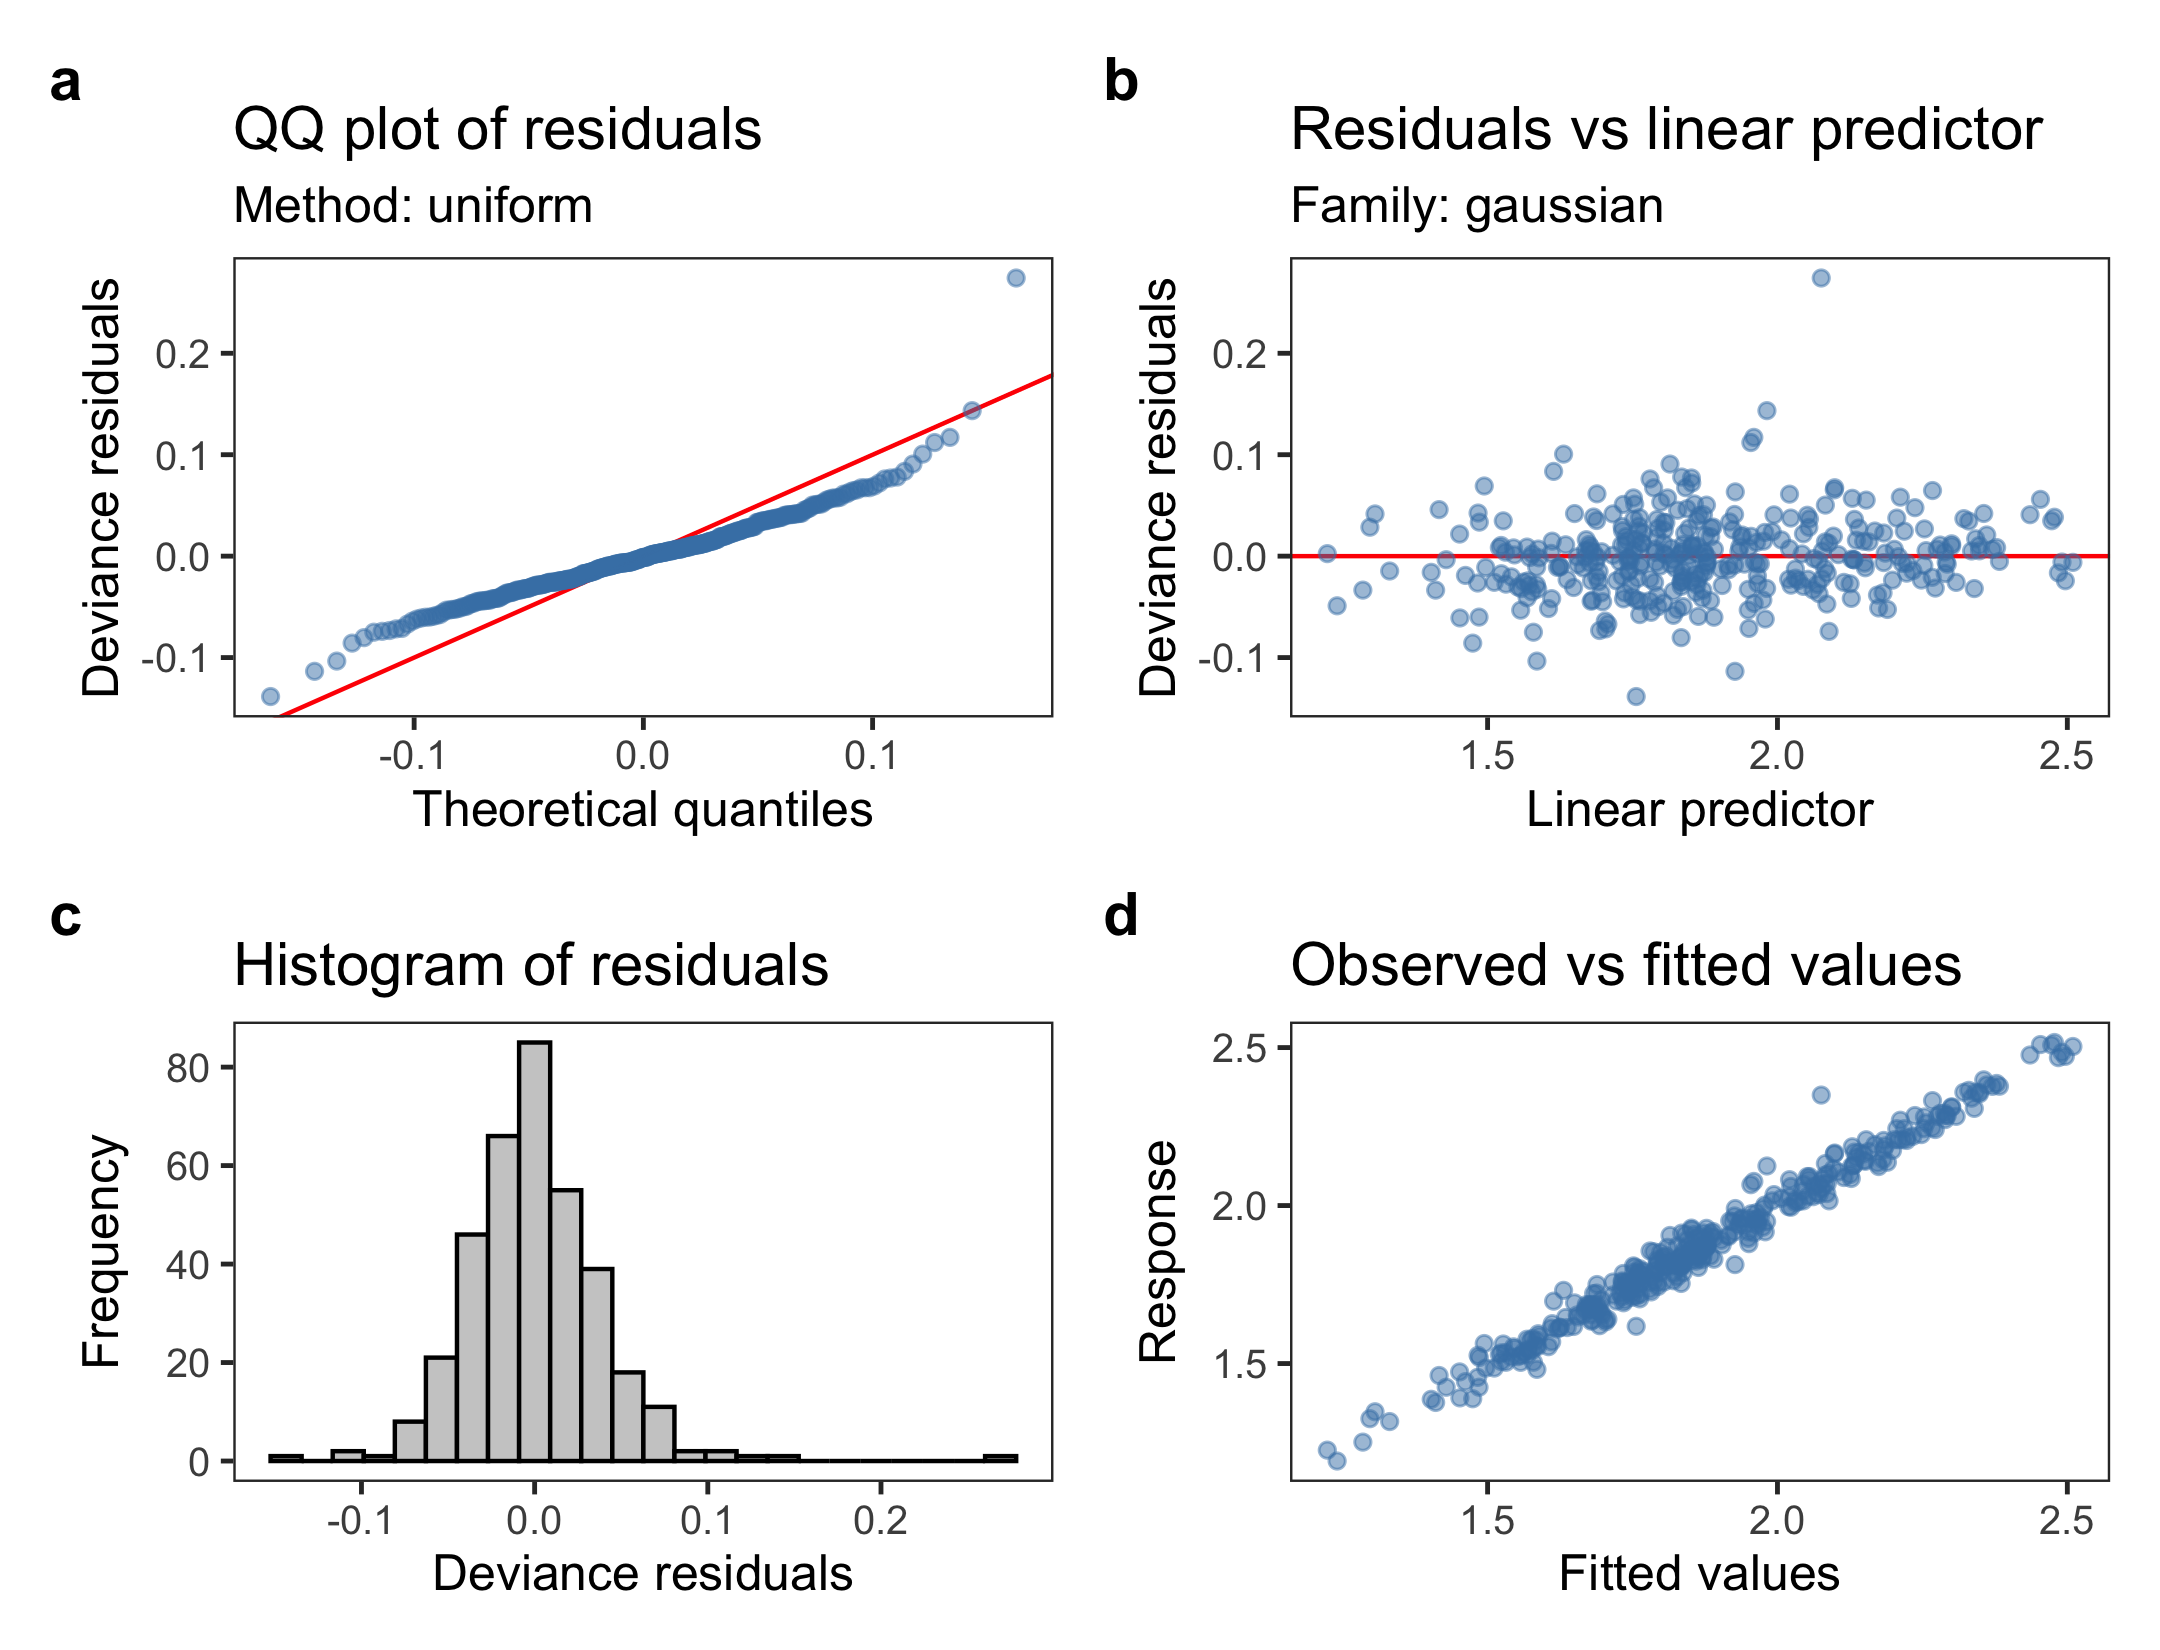 a
QQ plot of residuals
Method: uniform
Deviance residuals
0.2
0.1
0.0
-0.1
-0.1
0.0
0.1
Theoretical quantiles
b
Residuals vs linear predictor
Family: gaussian
Deviance residuals
0.2
0.1
0.0
-0.1
1.5
2.0
2.5
Linear predictor
c
Histogram of residuals
Frequency
80
60
40
20
0
-0.1
0.0
0.1
0.2
Deviance residuals
d
Observed vs fitted values
Response
2.5
2.0
1.5
1.5
2.0
2.5
Fitted values